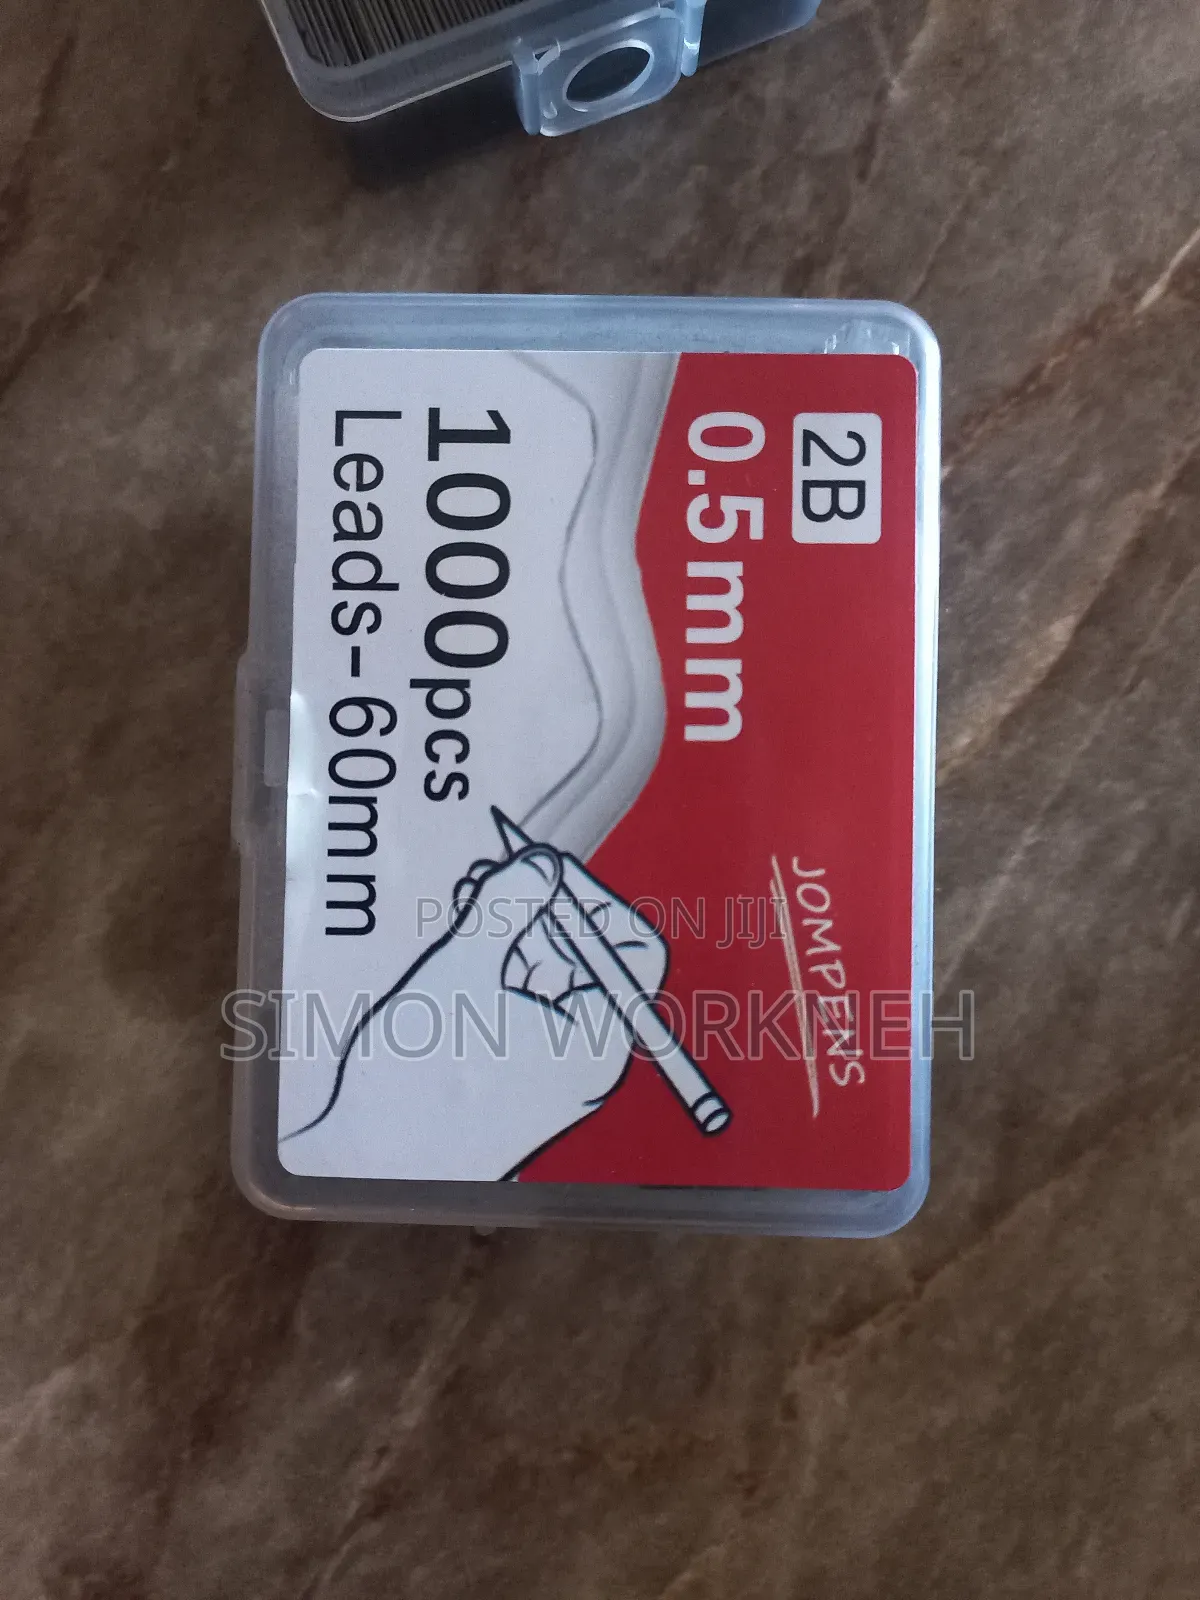 2B
0.5mm
JOMPENS
1000pcs
Leads-60mm
POSTED ON JIJI
SIMON WORKNEH